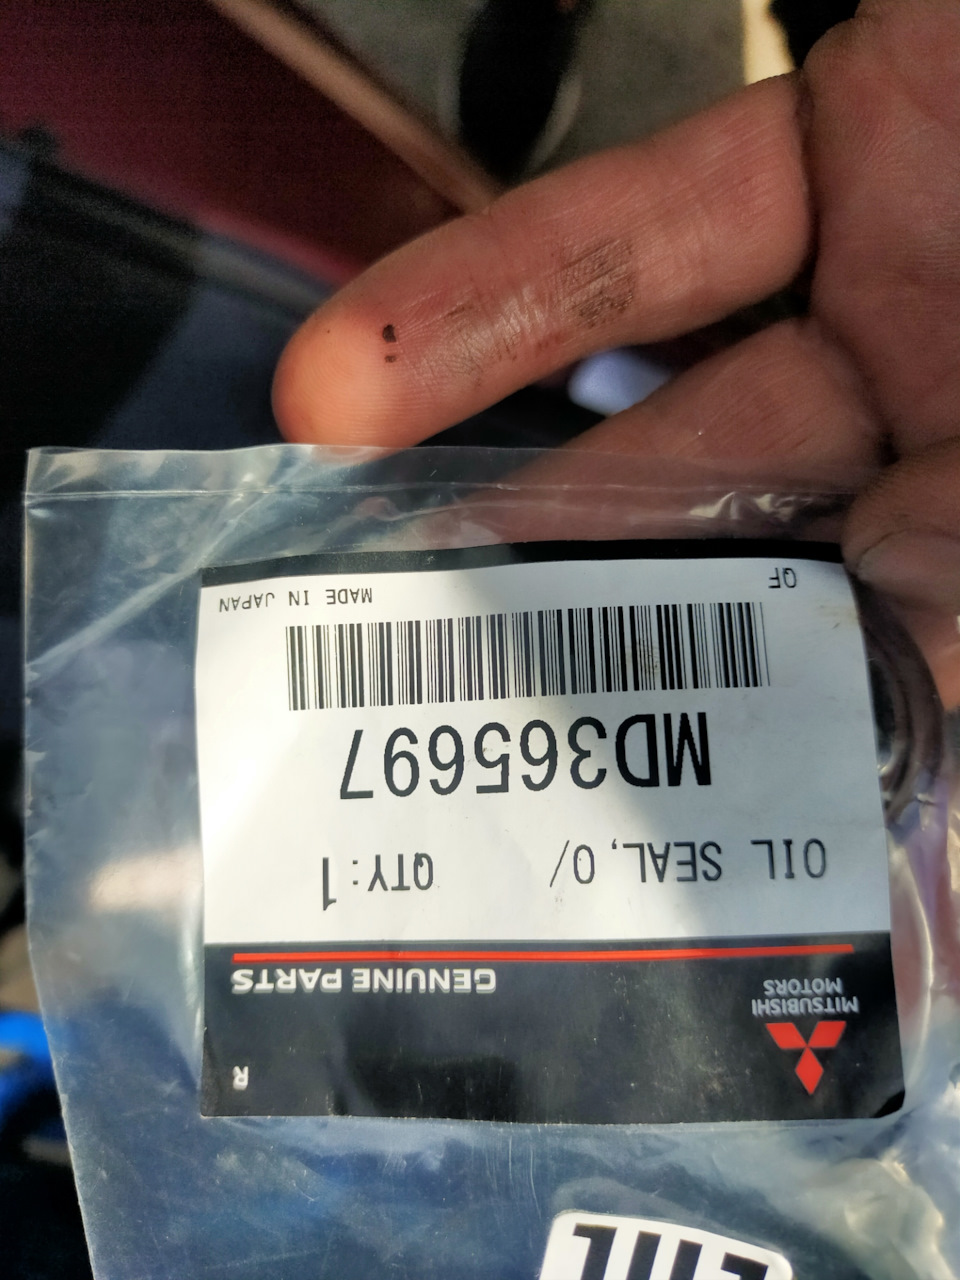 R
MITSUBISHI
MOTORS
GENUINE PARTS
OIL SEAL,O/ QTY:1
MD365697
QF MADE IN JAPAN